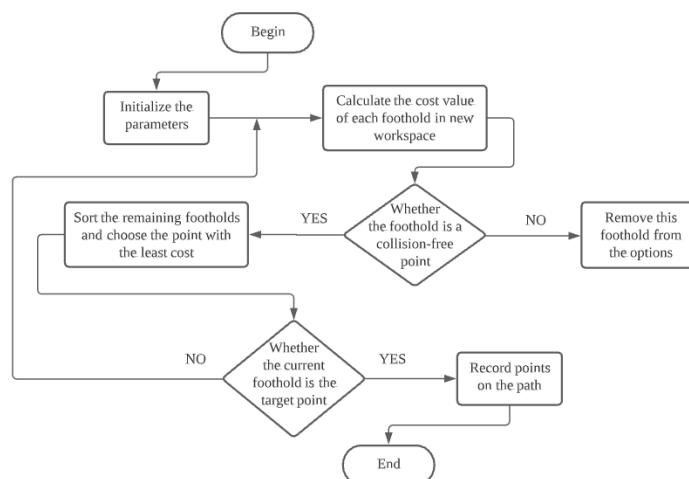 Begin
Initialize the
parameters
Calculate the cost value
of each foothold in new
workspace
Whether
the foothold is a
collision-free
point
YES
NO
Sort the remaining footholds
and choose the point with
the least cost
Remove this
foothold from
the options
Whether
the current
foothold is the
target point
NO
YES
Record points
on the path
End